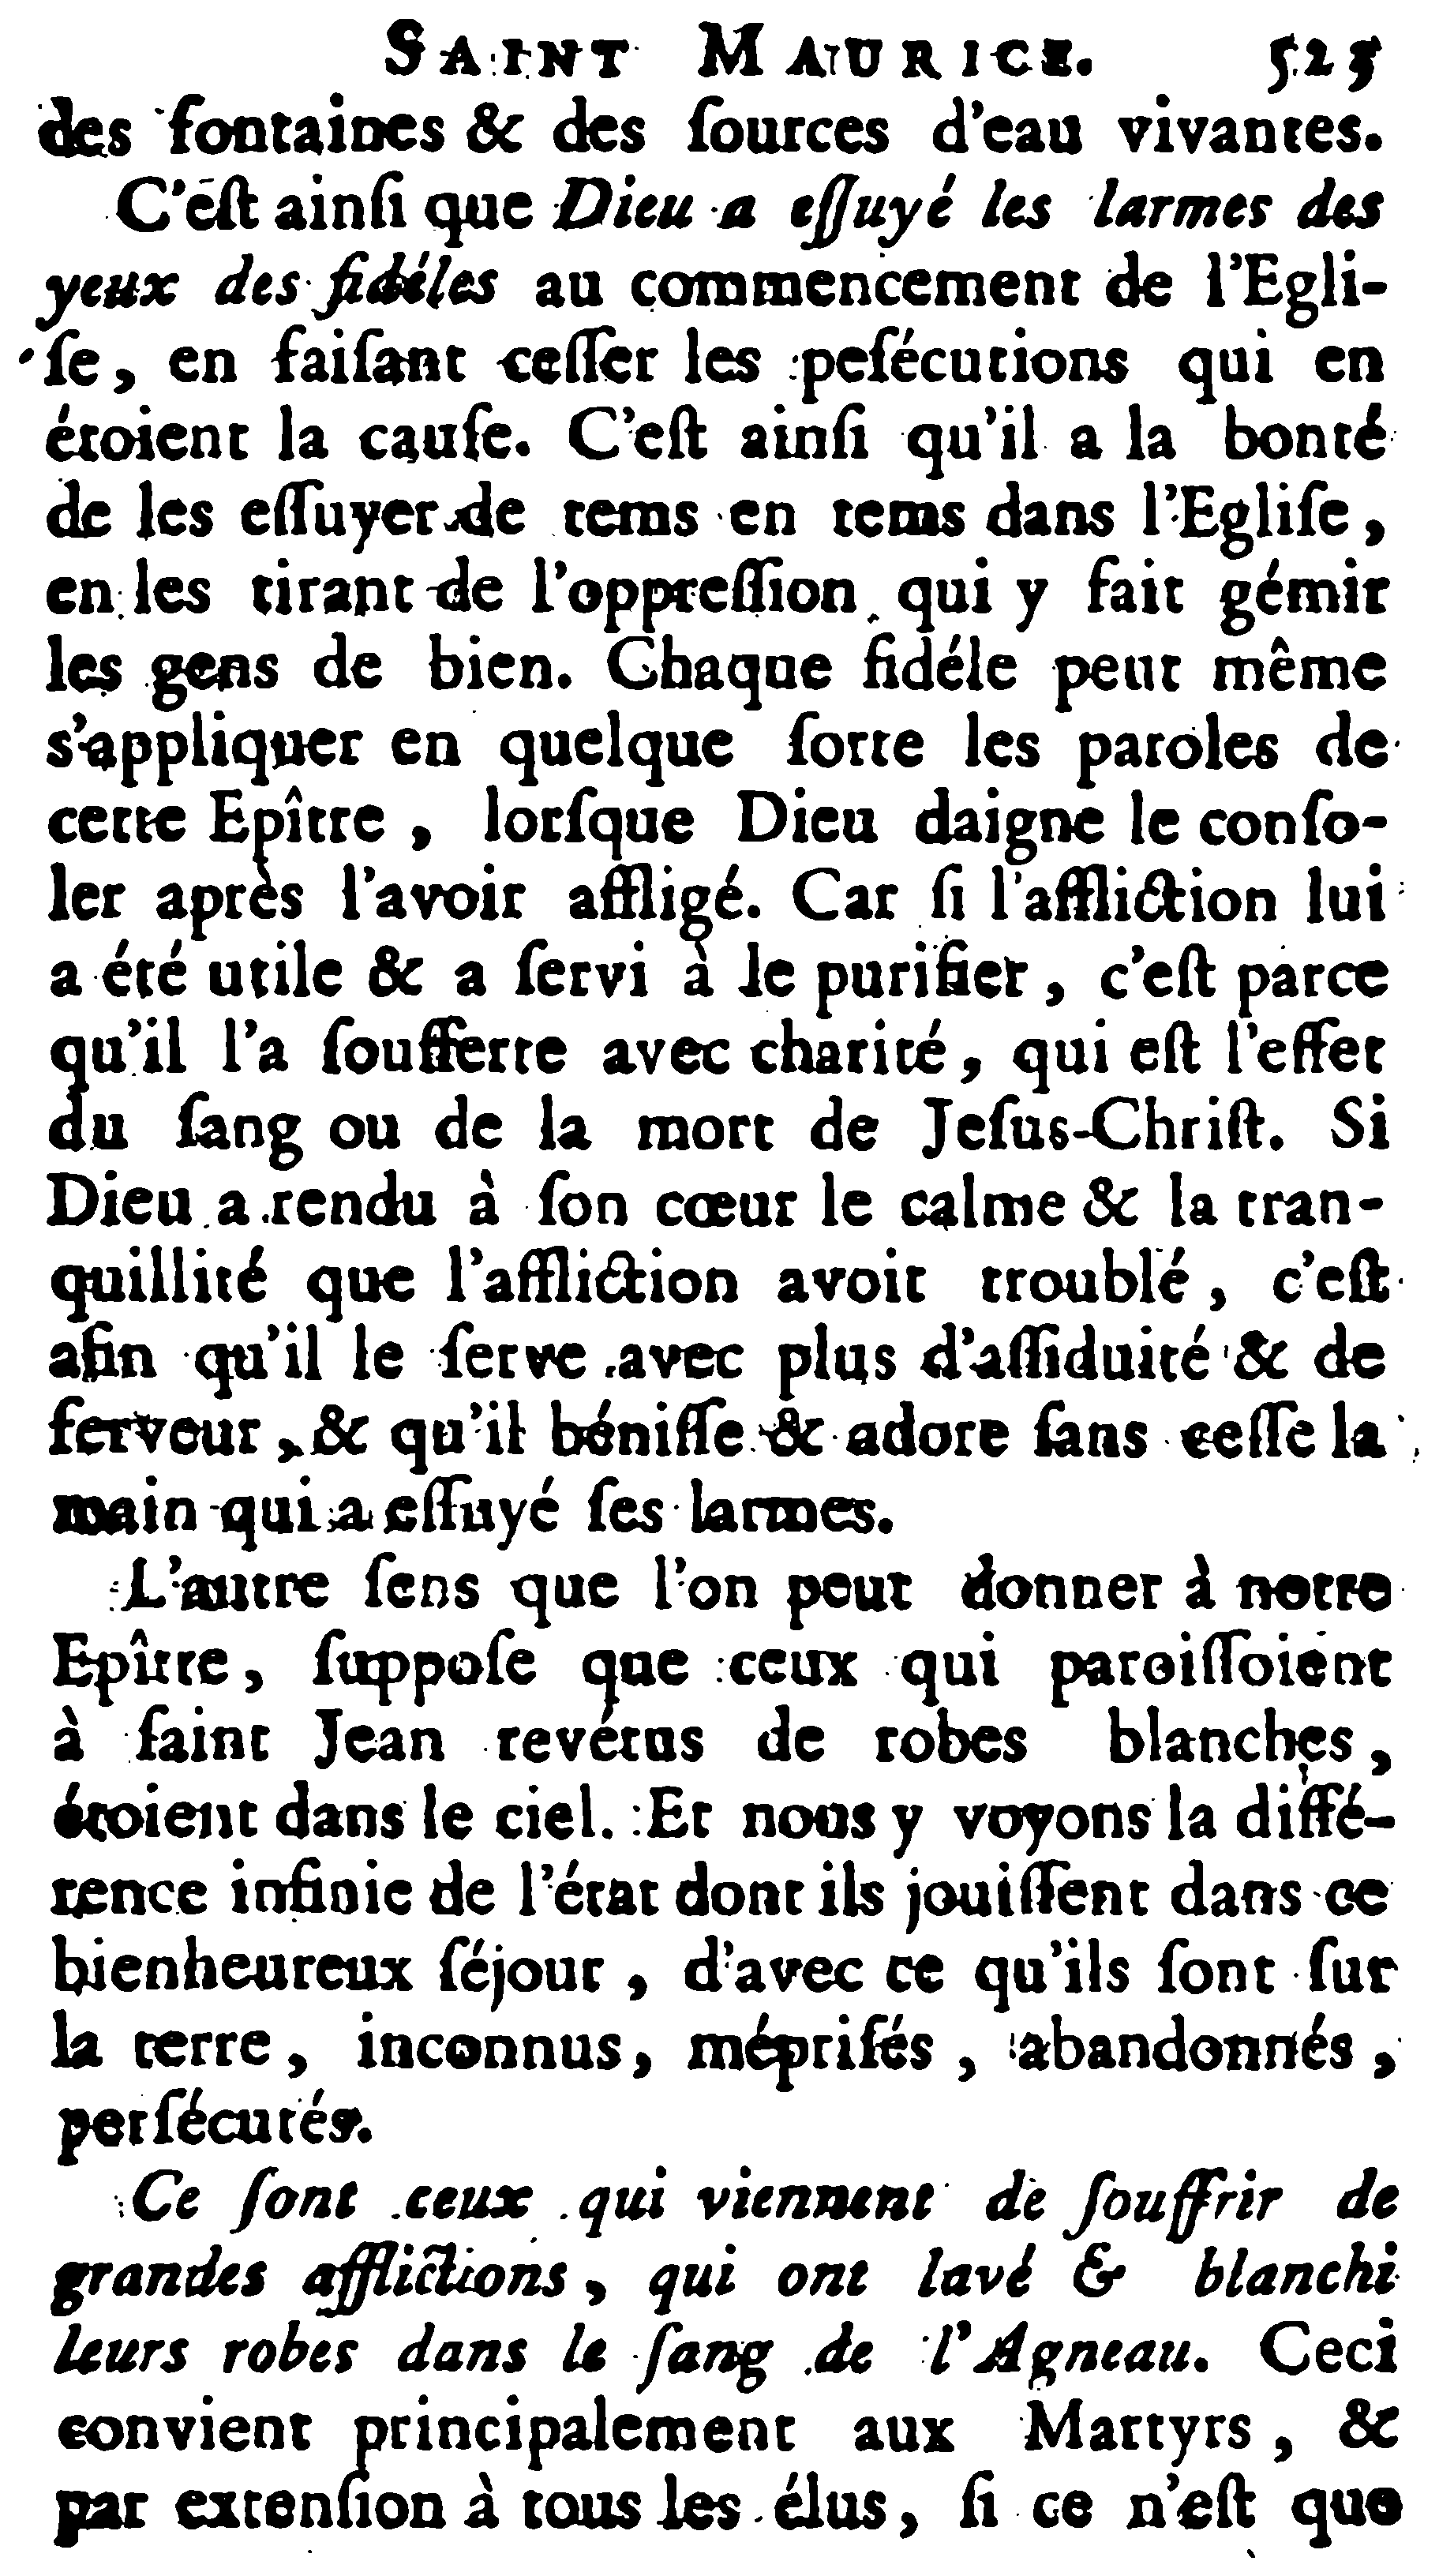 SAINT MAURICE. 525
des fontaines & des ſources d'eau vivantes.
C'eſt ainſi que Dieu a eſſuyé les larmes des
yeux des fidéles au commencement de l'Egli-
ſe, en faiſant ceſſer les peſécutions qui en
étoient la cauſe. C'eſt ainſi qu'il a la bonté
de les eſſuyer de tems en tems dans l'Egliſe,
en les tirant de l'oppreſſion qui y fait gémir
les gens de bien. Chaque fidéle peut même
s'appliquer en quelque ſorte les paroles de
cette Epître, lorſque Dieu daigne le conſo-
ler après l'avoir affligé. Car ſi l'affliction lui
a été utile & a ſervi à le purifier, c'eſt parce
qu'il l'a soufferte avec charité, qui eſt l'effet
du ſang ou de la mort de Jeſus-Chriſt. Si
Dieu a rendu à ſon cœur le calme & la tran-
quillité que l'affliction avoit troublé, c'eſt
afin qu'il le ſerve avec plus d'aſſiduité & de
ferveur, & qu'il béniſſe & adore ſans ceſſe la
main qui a eſſuyé ſes larmes.
L'autre ſens que l'on peut donner à notre
Epître, ſuppoſe que ceux qui paroiſſoient
à ſaint Jean revétus de robes blanches,
étoient dans le ciel. Et nous y voyons la diffé-
rence infinie de l'état dont ils jouiſſent dans ce
bienheureux ſéjour, d'avec ce qu'ils ſont ſur
la terre, inconnus, mépriſés, abandonnés,
perſécutés.
Ce ſont ceux qui viennent de ſouffrir de
grandes afflictions, qui ont lavé & blanchi
leurs robes dans le ſang de l'Agneau. Ceci
convient principalement aux Martyrs, &
par extenſion à tous les élus, ſi ce n'eſt que